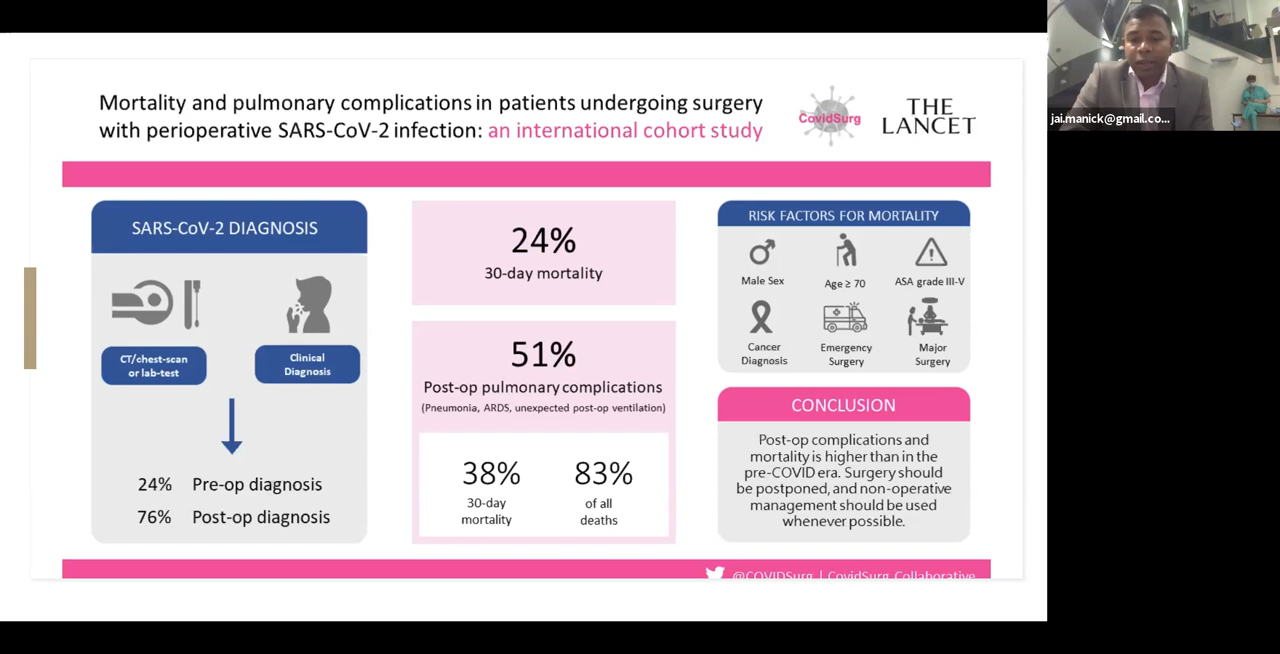 Mortality and pulmonary complications in patients undergoing surgery
with perioperative SARS-CoV-2 infection: an international cohort study
CovidSurg
THE
LANCET
jai.manick@gmail.co...
SARS-CoV-2 DIAGNOSIS
CT/chest-scan
or lab-test
Clinical
Diagnosis
24% Pre-op diagnosis
76% Post-op diagnosis
24%
30-day mortality
51%
Post-op pulmonary complications
(Pneumonia, ARDS, unexpected post-op ventilation)
38%
30-day
mortality
83%
of all
deaths
RISK FACTORS FOR MORTALITY
Male Sex
Age ≥ 70
ASA grade III-V
Cancer
Diagnosis
Emergency
Surgery
Major
Surgery
CONCLUSION
Post-op complications and
mortality is higher than in the
pre-COVID era. Surgery should
be postponed, and non-operative
management should be used
whenever possible.
@COVIDSurg | CovidSurg Collaborative